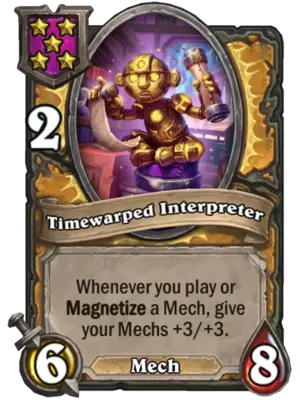 2
Timewarped Interpreter
Whenever you play or
Magnetize a Mech, give
your Mechs +3/+3.
6
Mech
8